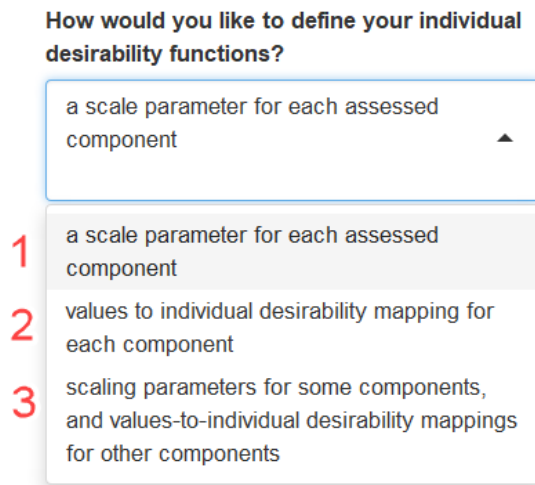 How would you like to define your individual
desirability functions?
a scale parameter for each assessed
component
1
a scale parameter for each assessed
component
2
values to individual desirability mapping for
each component
3
scaling parameters for some components,
and values-to-individual desirability mappings
for other components